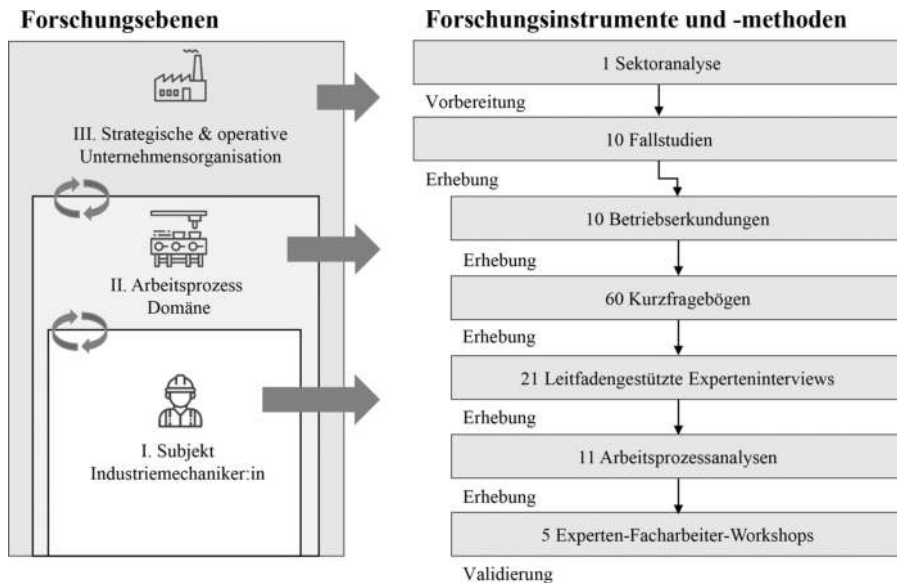 Forschungsebenen
III. Strategische & operative
Unternehmensorganisation
II. Arbeitsprozess
Domäne
I. Subjekt
Industriemechaniker:in
Forschungsinstrumente und -methoden
1 Sektoranalyse
Vorbereitung
10 Fallstudien
Erhebung
10 Betriebserkundungen
Erhebung
60 Kurzfragebögen
Erhebung
21 Leitfadengestützte Experteninterviews
Erhebung
11 Arbeitsprozessanalysen
Erhebung
5 Experten-Facharbeiter-Workshops
Validierung